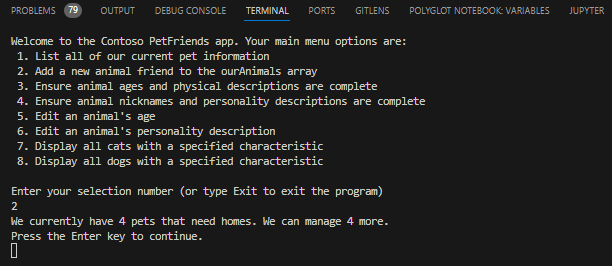 PROBLEMS 79 OUTPUT DEBUG CONSOLE TERMINAL PORTS GITLENS POLYGLOT NOTEBOOK: VARIABLES JUPYTER
Welcome to the Contoso PetFriends app. Your main menu options are:
1. List all of our current pet information
2. Add a new animal friend to the ourAnimals array
3. Ensure animal ages and physical descriptions are complete
4. Ensure animal nicknames and personality descriptions are complete
5. Edit an animal's age
6. Edit an animal's personality description
7. Display all cats with a specified characteristic
8. Display all dogs with a specified characteristic
Enter your selection number (or type Exit to exit the program)
2
We currently have 4 pets that need homes. We can manage 4 more.
Press the Enter key to continue.